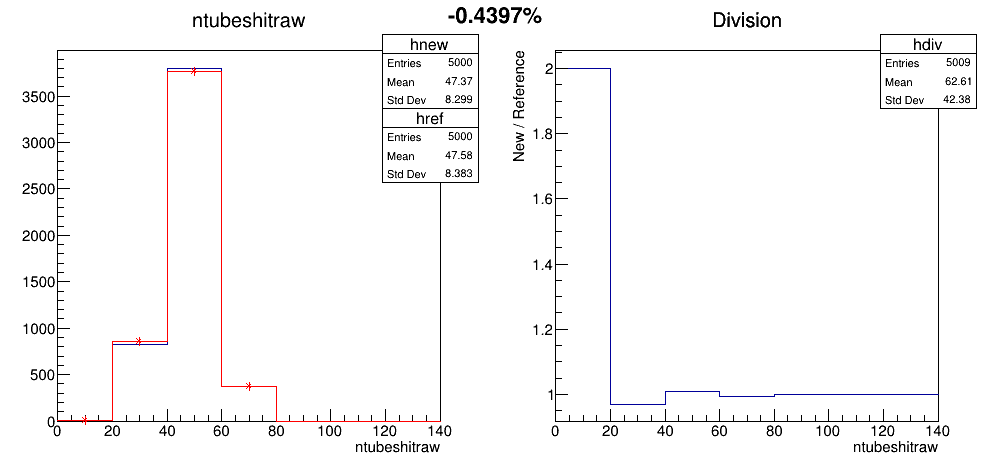 -0.4397%
ntubeshitraw
hnew
Entries 5000
Mean 47.37
Std Dev 8.299
href
Entries 5000
Mean 47.58
Std Dev 8.383
3500
3000
2500
2000
1500
1000
500
0
0 20 40 60 80 100 120 140
ntubeshitraw
Division
hdiv
Entries 5009
Mean 62.61
Std Dev 42.38
New / Reference
2
1.8
1.6
1.4
1.2
1
0 20 40 60 80 100 120 140
ntubeshitraw